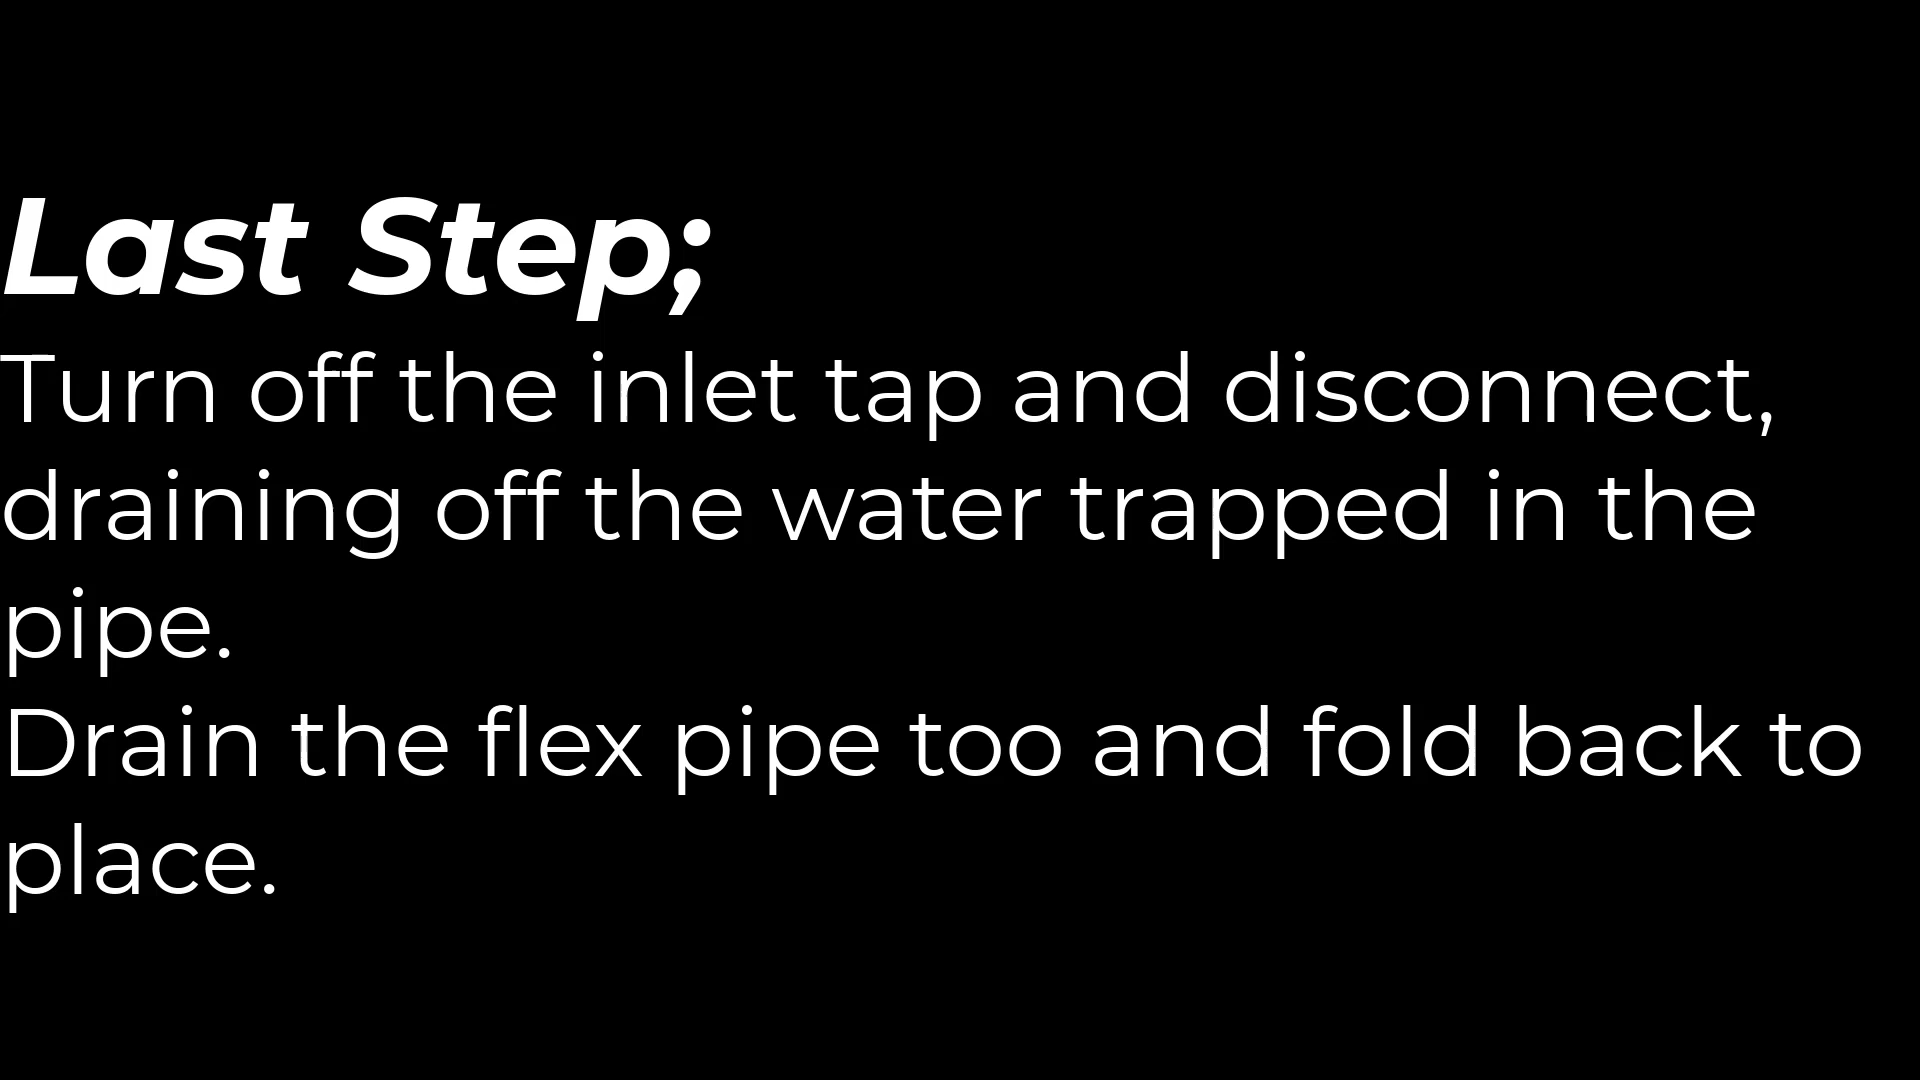 Last Step;
Turn off the inlet tap and disconnect,
draining off the water trapped in the
pipe.
Drain the flex pipe too and fold back to
place.